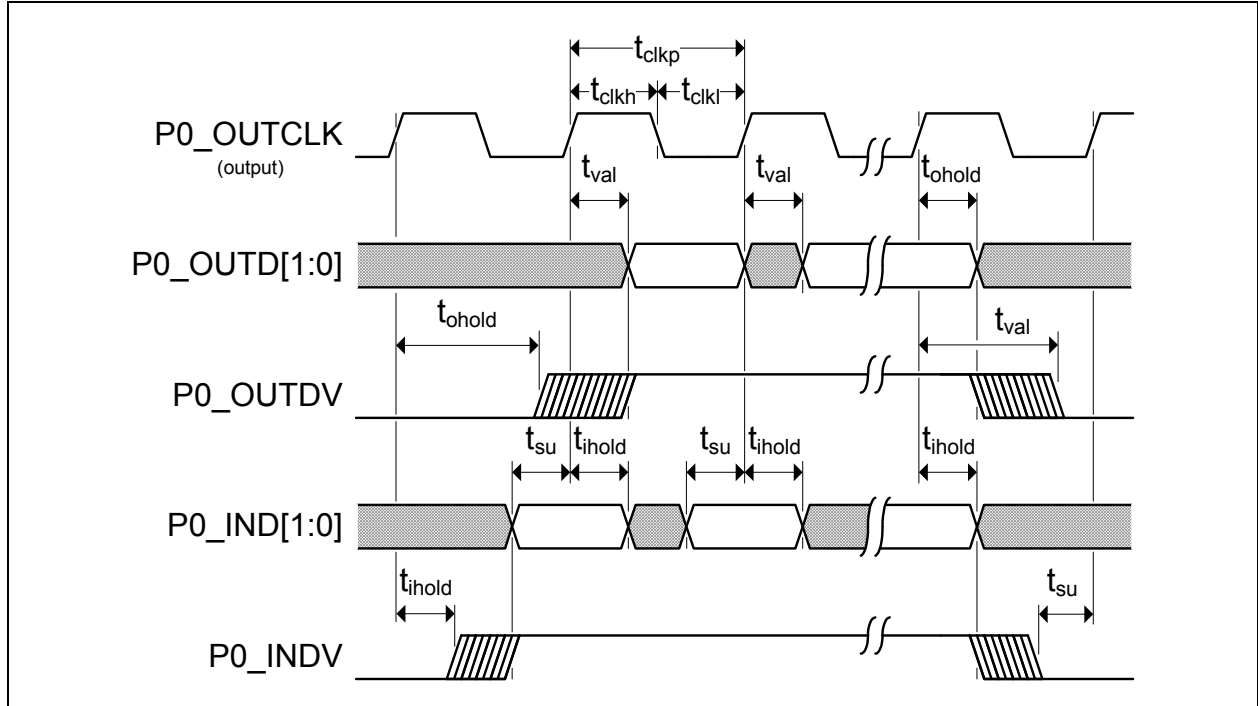 tclkp
tclkh tclkl
P0_OUTCLK
(output)
tval tval tohold
P0_OUTD[1:0]
tohold tval
P0_OUTDV
tsu tihold tsu tihold tihold
P0_IND[1:0]
tihold tsu
P0_INDV